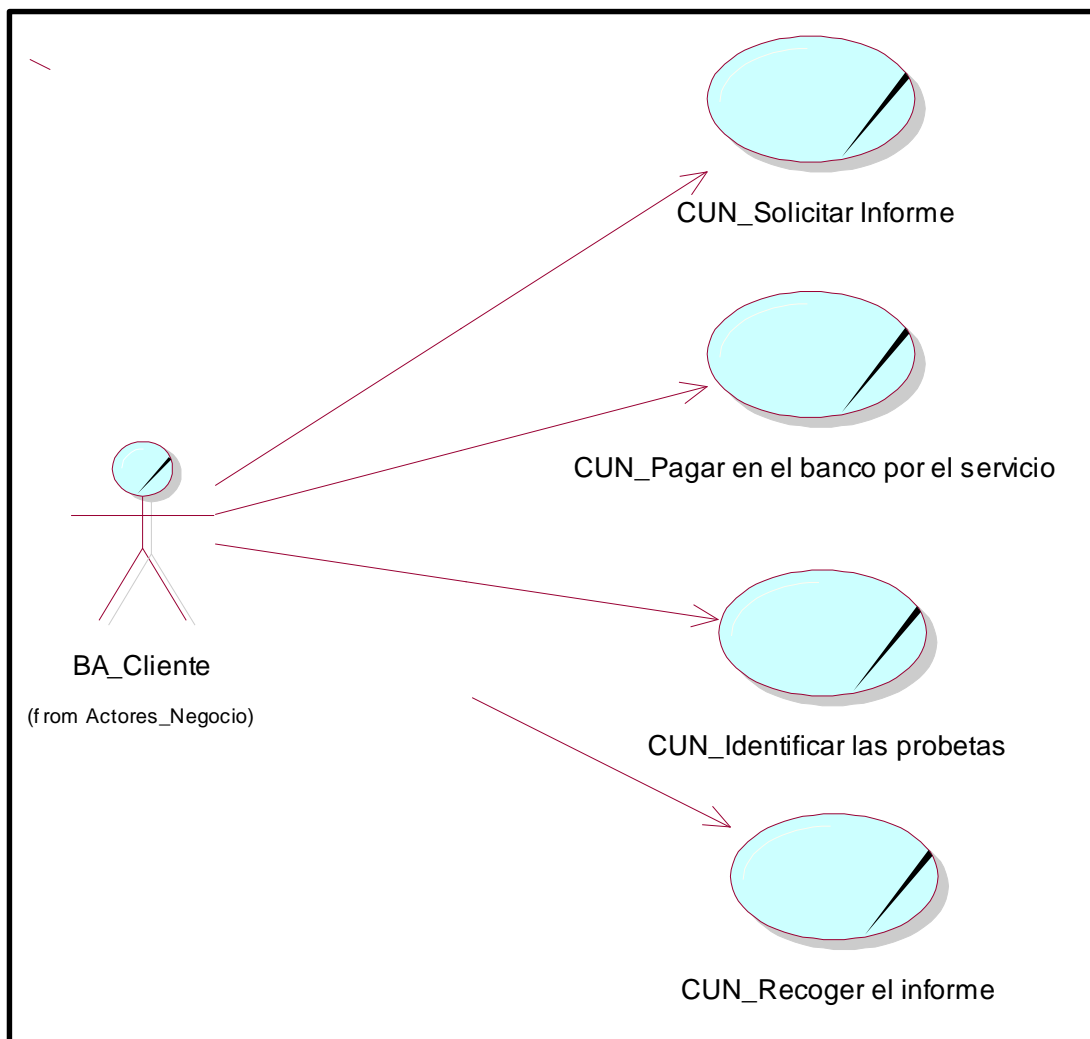 CUN_Solicitar Informe
CUN_Pagar en el banco por el servicio
BA_Cliente
(from Actores_Negocio)
CUN_Identificar las probetas
CUN_Recoger el informe